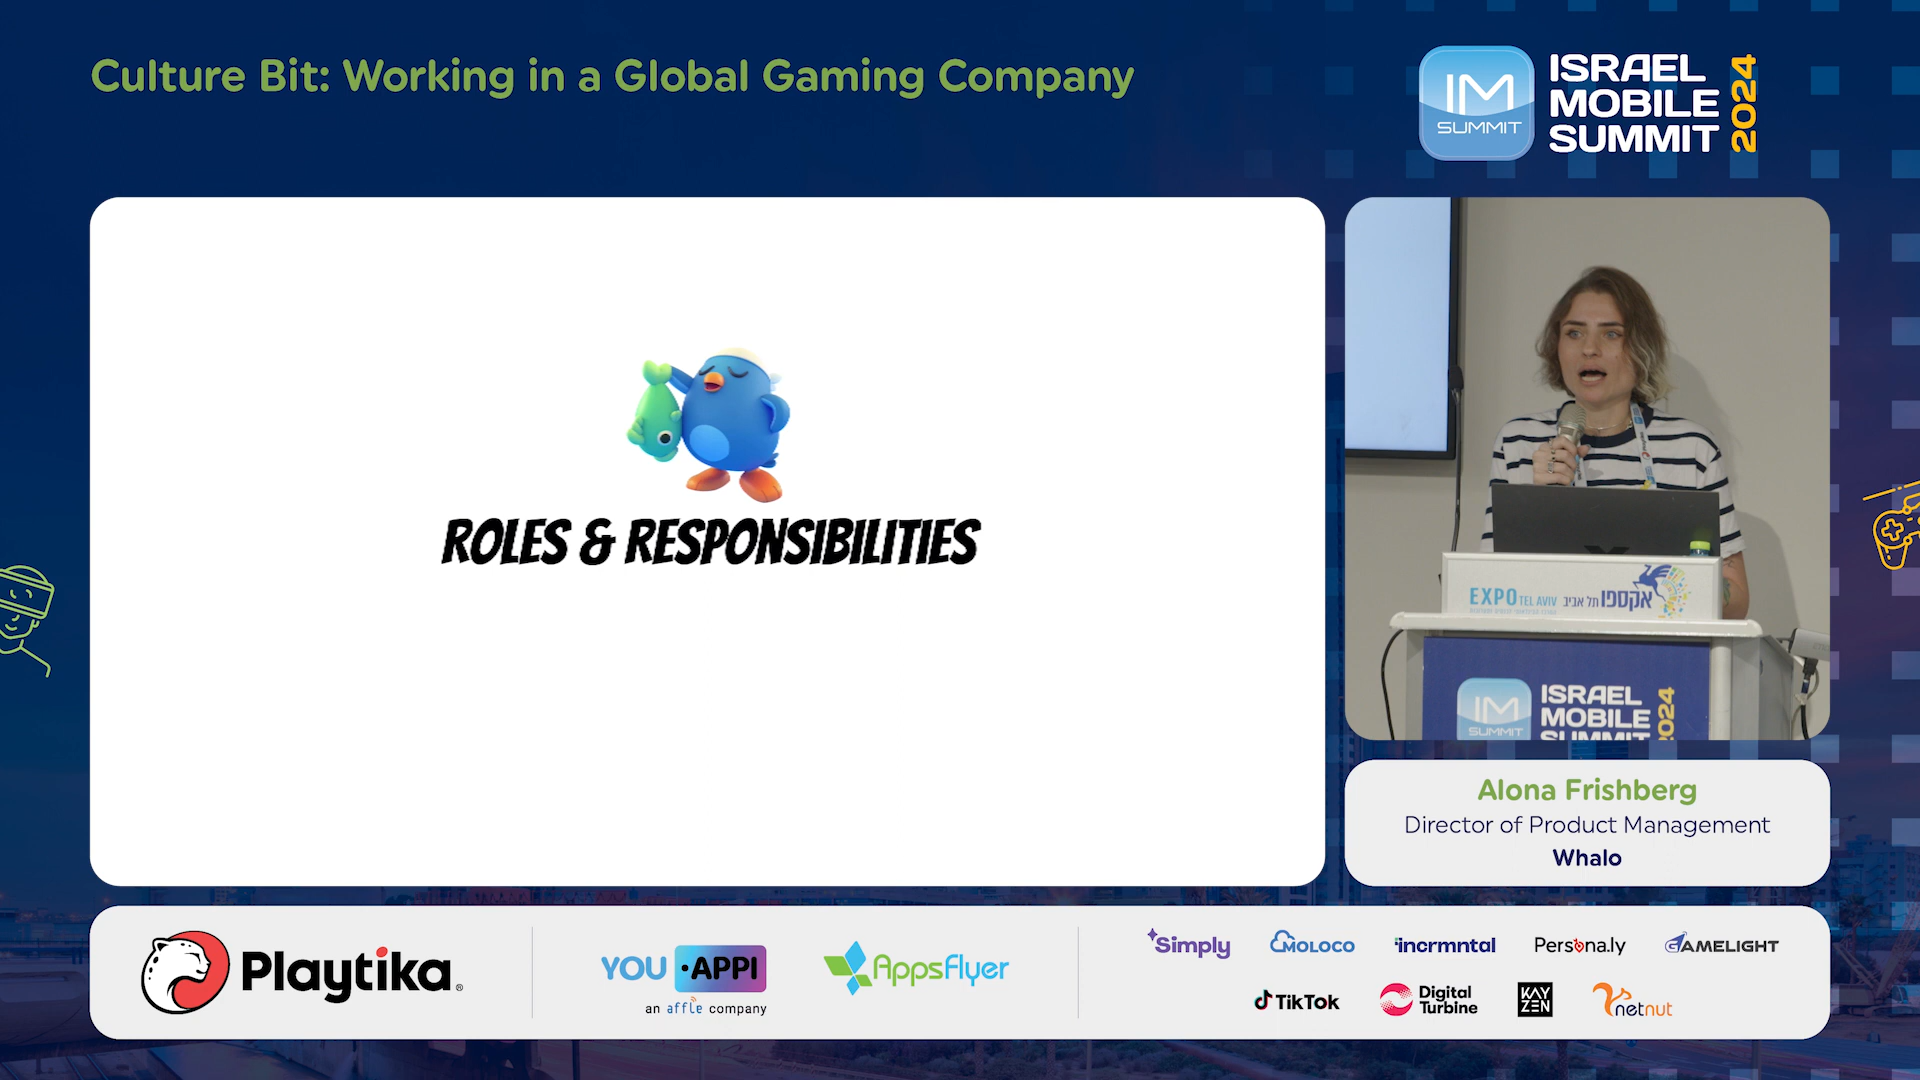 Culture Bit: Working in a Global Gaming Company
IM
SUMMIT
ISRAEL
MOBILE
SUMMIT
2024
ROLES & RESPONSIBILITIES
EXPO TEL AVIV אקספו תל אביב
IM
SUMMIT
ISRAEL
MOBILE
SUMMIT
2024
Alona Frishberg
Director of Product Management
Whalo
Playtika
YOU •APPI
an affle company
AppsFlyer
Simply
MOLOCO
incrmntal
Persona.ly
GAMELIGHT
TikTok
Digital
Turbine
KAY
ZEN
netnut